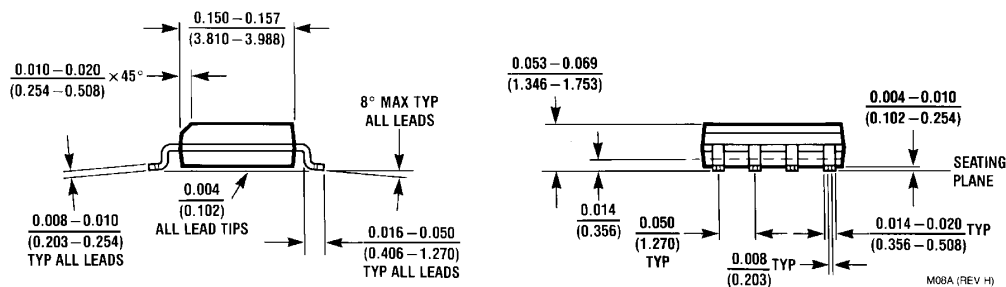 0.150 – 0.157
(3.810 – 3.988)
0.010 – 0.020
(0.254 – 0.508)
× 45°
8° MAX TYP
ALL LEADS
0.004
(0.102)
ALL LEAD TIPS
0.008 – 0.010
(0.203 – 0.254)
TYP ALL LEADS
0.016 – 0.050
(0.406 – 1.270)
TYP ALL LEADS
0.053 – 0.069
(1.346 – 1.753)
0.004 – 0.010
(0.102 – 0.254)
SEATING
PLANE
0.014
(0.356)
0.050
(1.270)
TYP
0.014 – 0.020
(0.356 – 0.508)
TYP
0.008
(0.203)
TYP
M08A (REV H)